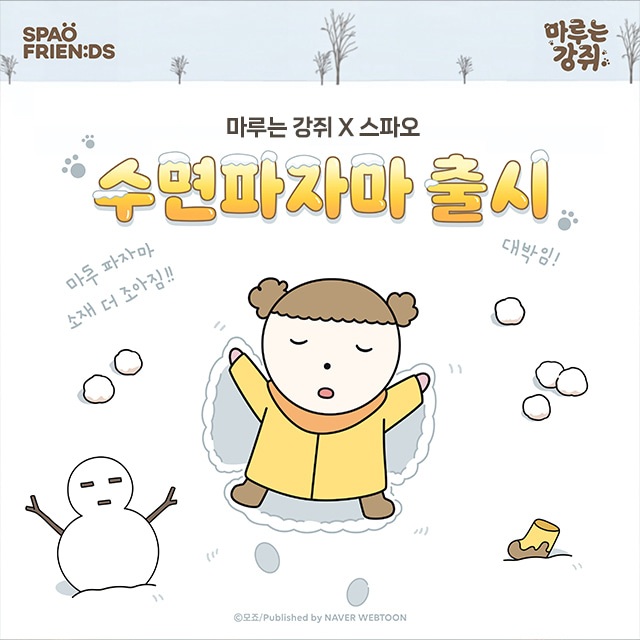 SPAO
FRIEN:DS
마루는
강쥐
마루는 강쥐 X 스파오
수면파자마 출시
마루 파자마
소재 더 조아짐!!
대박임!
©모죠/Published by NAVER WEBTOON